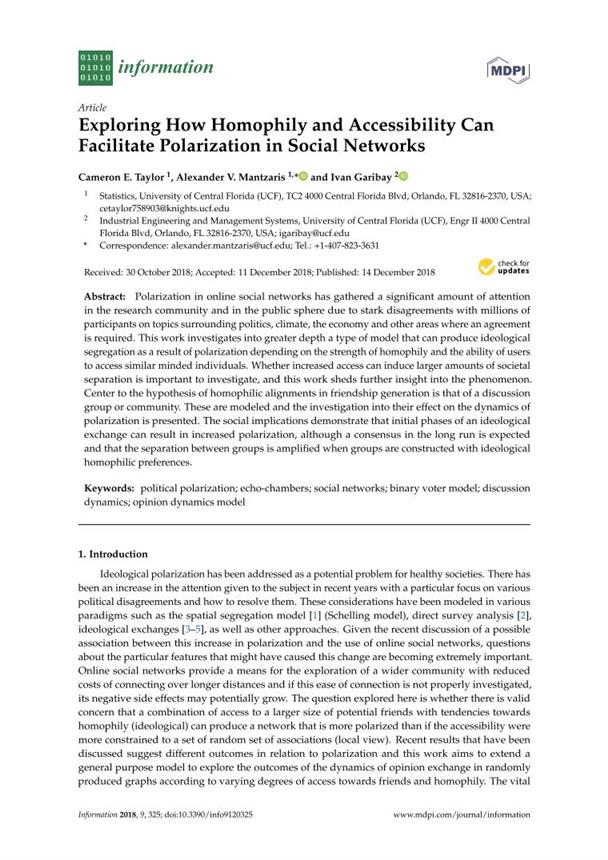 01010
01010
01010
information
MDPI
Article
Exploring How Homophily and Accessibility Can
Facilitate Polarization in Social Networks
Cameron E. Taylor 1, Alexander V. Mantzaris 1,* and Ivan Garibay 2
1 Statistics, University of Central Florida (UCF), TC2 4000 Central Florida Blvd, Orlando, FL 32816-2370, USA;
cetaylor758903@knights.ucf.edu
2 Industrial Engineering and Management Systems, University of Central Florida (UCF), Engr II 4000 Central
Florida Blvd, Orlando, FL 32816-2370, USA; igaribay@ucf.edu
* Correspondence: alexander.mantzaris@ucf.edu; Tel.: +1-407-823-3631
Received: 30 October 2018; Accepted: 11 December 2018; Published: 14 December 2018
check for
updates
Abstract: Polarization in online social networks has gathered a significant amount of attention
in the research community and in the public sphere due to stark disagreements with millions of
participants on topics surrounding politics, climate, the economy and other areas where an agreement
is required. This work investigates into greater depth a type of model that can produce ideological
segregation as a result of polarization depending on the strength of homophily and the ability of users
to access similar minded individuals. Whether increased access can induce larger amounts of societal
separation is important to investigate, and this work sheds further insight into the phenomenon.
Center to the hypothesis of homophilic alignments in friendship generation is that of a discussion
group or community. These are modeled and the investigation into their effect on the dynamics of
polarization is presented. The social implications demonstrate that initial phases of an ideological
exchange can result in increased polarization, although a consensus in the long run is expected
and that the separation between groups is amplified when groups are constructed with ideological
homophilic preferences.
Keywords: political polarization; echo-chambers; social networks; binary voter model; discussion
dynamics; opinion dynamics model
1. Introduction
Ideological polarization has been addressed as a potential problem for healthy societies. There has
been an increase in the attention given to the subject in recent years with a particular focus on various
political disagreements and how to resolve them. These considerations have been modeled in various
paradigms such as the spatial segregation model [1] (Schelling model), direct survey analysis [2],
ideological exchanges [3–5], as well as other approaches. Given the recent discussion of a possible
association between this increase in polarization and the use of online social networks, questions
about the particular features that might have caused this change are becoming extremely important.
Online social networks provide a means for the exploration of a wider community with reduced
costs of connecting over longer distances and if this ease of connection is not properly investigated,
its negative side effects may potentially grow. The question explored here is whether there is valid
concern that a combination of access to a larger size of potential friends with tendencies towards
homophily (ideological) can produce a network that is more polarized than if the accessibility were
more constrained to a set of random set of associations (local view). Recent results that have been
discussed suggest different outcomes in relation to polarization and this work aims to extend a
general purpose model to explore the outcomes of the dynamics of opinion exchange in randomly
produced graphs according to varying degrees of access towards friends and homophily. The vital
Information 2018, 9, 325; doi:10.3390/info9120325
www.mdpi.com/journal/information